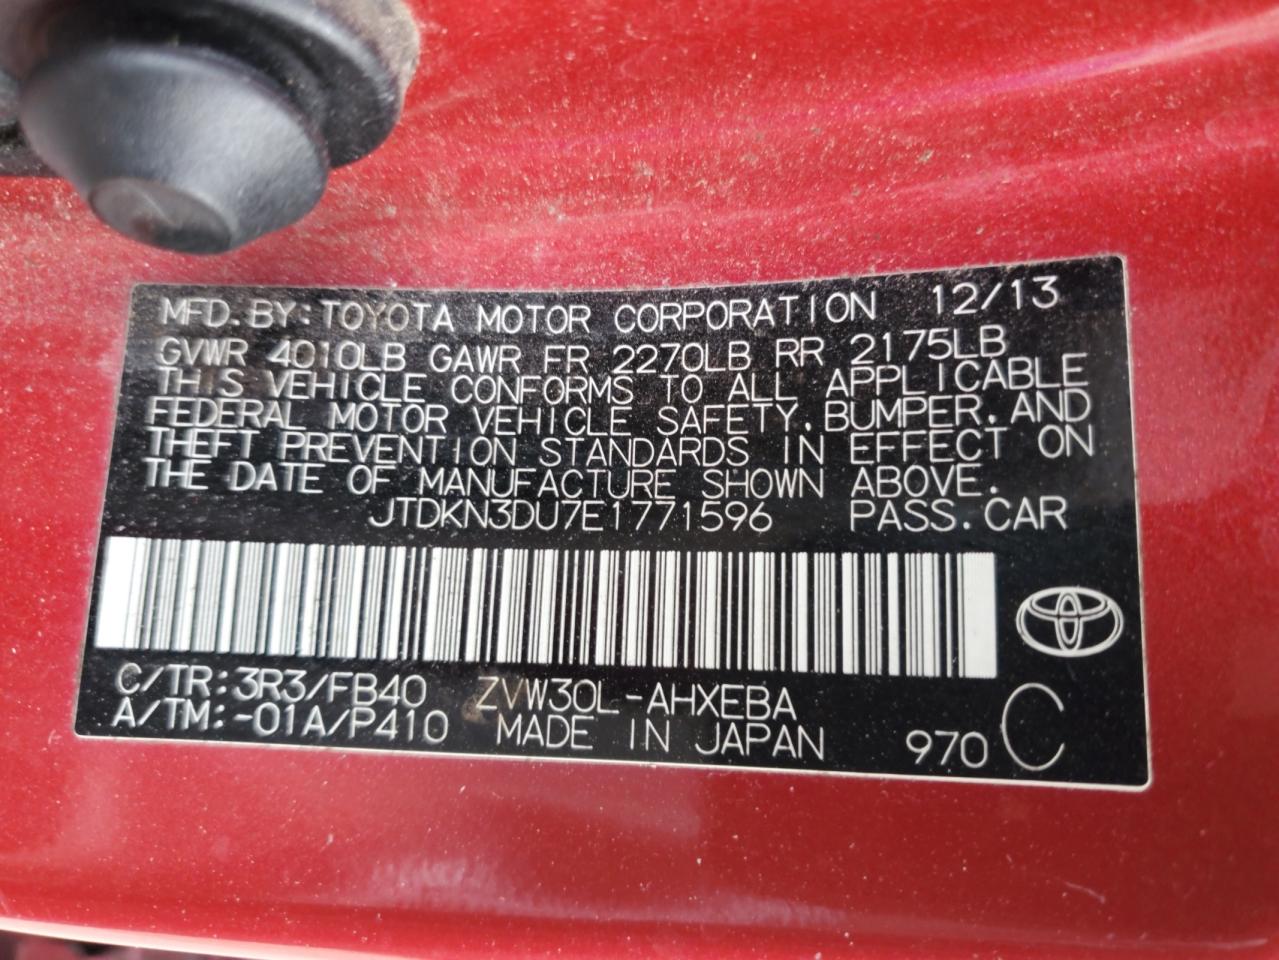 MFD. BY: TOYOTA MOTOR CORPORATION 12/13
GVWR 4010LB GAWR FR 2270LB RR 2175LB
THIS VEHICLE CONFORMS TO ALL APPLICABLE
FEDERAL MOTOR VEHICLE SAFETY, BUMPER, AND
THEFT PREVENTION STANDARDS IN EFFECT ON
THE DATE OF MANUFACTURE SHOWN ABOVE.
JTDKN3DU7E1771596 PASS. CAR
C/TR: 3R3/FB40 ZVW30L-AHXEBA
A/TM: -01A/P410 MADE IN JAPAN 970 C